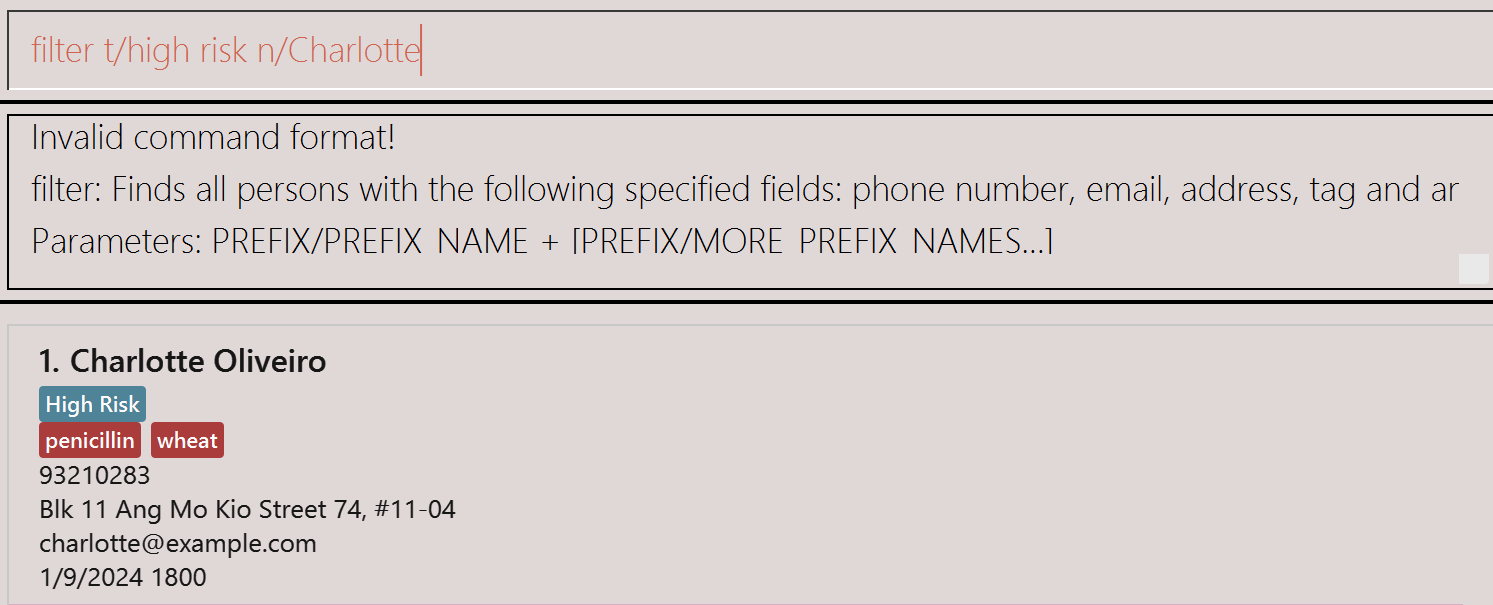 filter t/high risk n/Charlotte
Invalid command format!
filter: Finds all persons with the following specified fields: phone number, email, address, tag and ar
Parameters: PREFIX/PREFIX_NAME + [PREFIX/MORE_PREFIX_NAMES...]
1. Charlotte Oliveiro
High Risk
penicillin wheat
93210283
Blk 11 Ang Mo Kio Street 74, #11-04
charlotte@example.com
1/9/2024 1800